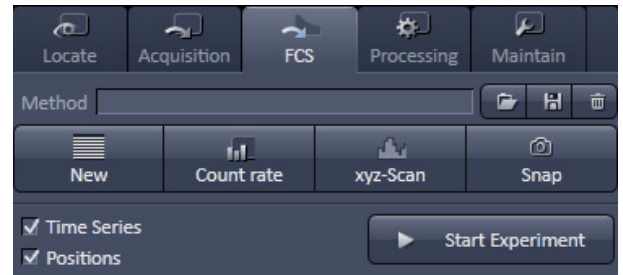 Locate Acquisition FCS Processing Maintain
Method
New Count rate xyz-Scan Snap
Time Series
Start Experiment
Positions